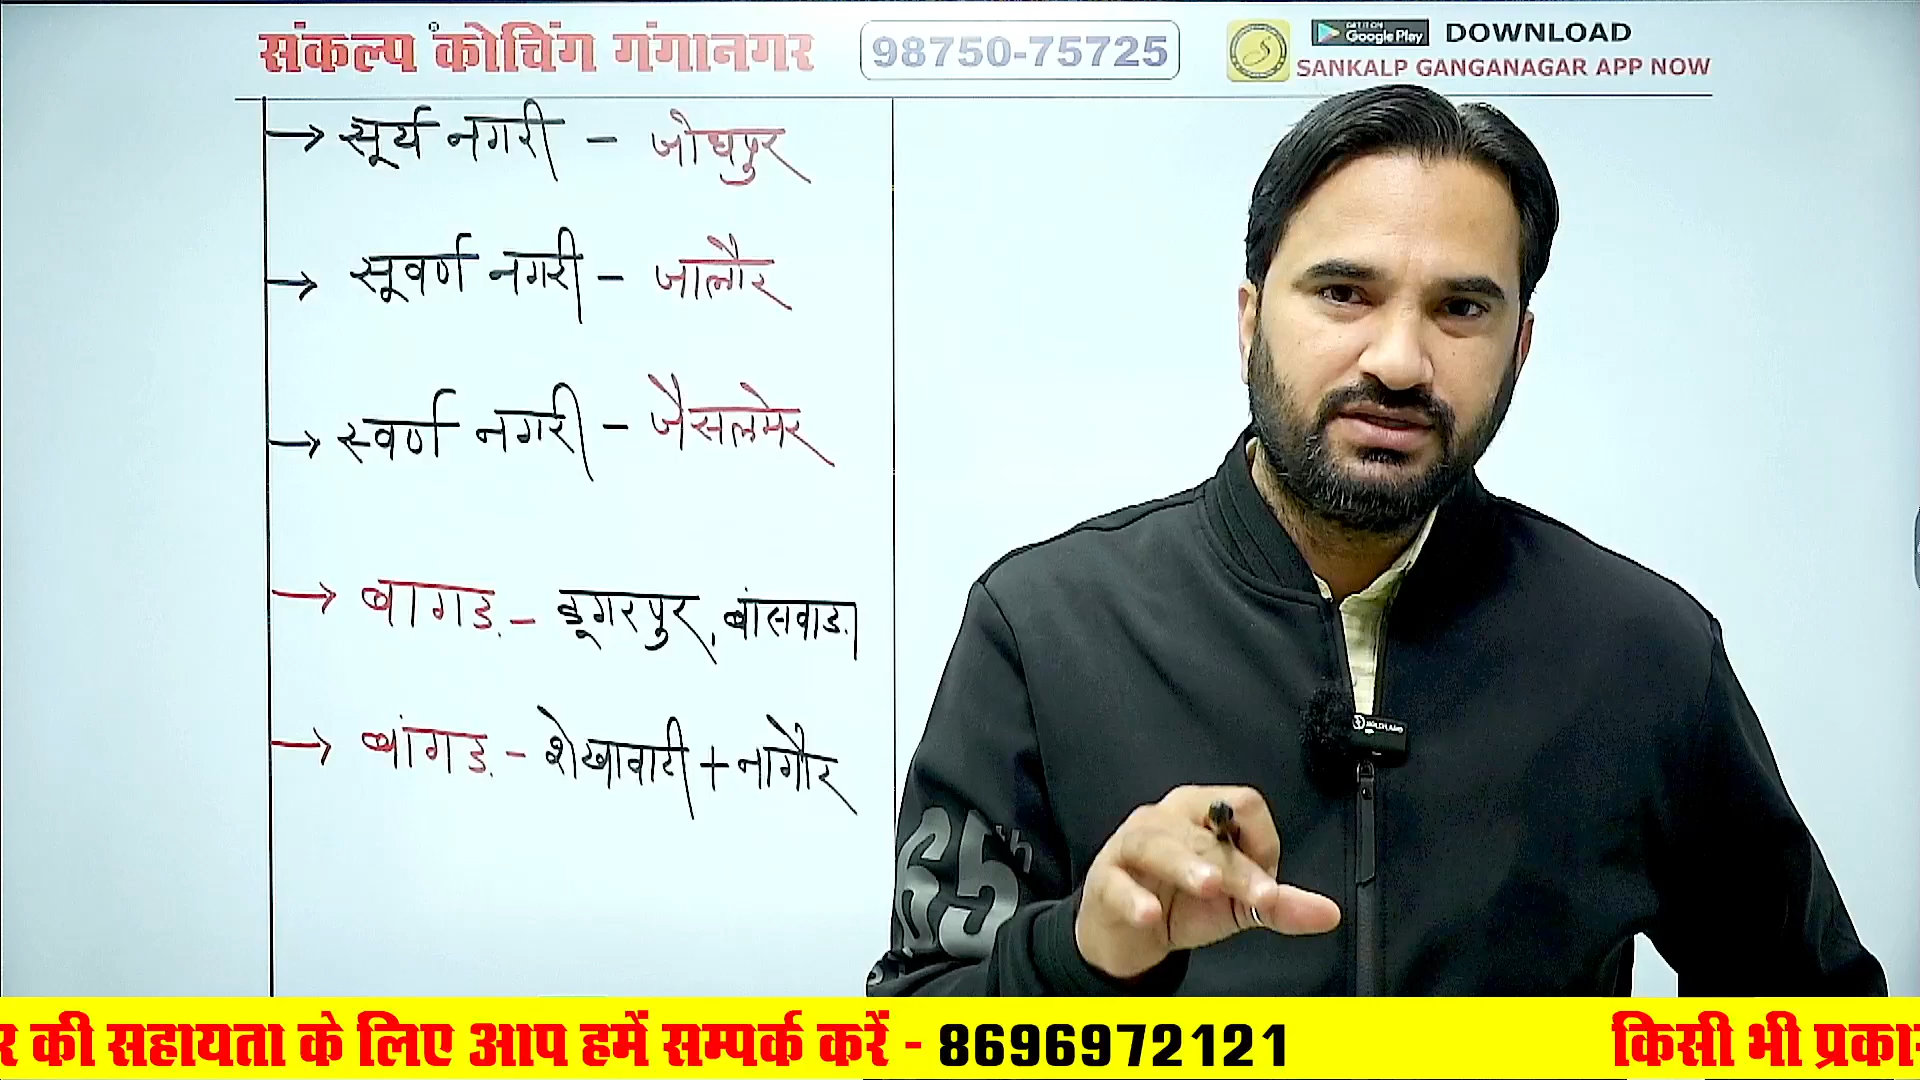 संकल्प कोचिंग गंगानगर
98750-75725
GET IT ON
Google Play
DOWNLOAD
SANKALP GANGANAGAR APP NOW
→ सूर्य नगरी - जोधपुर
→ सूवर्ण नगरी - जालौर
→ स्वर्ण नगरी - जैसलमेर
→ बागड़ - डूगरपुर, बांसवाड़ा
→ बांगड़ - शेखावाटी + नागौर
65th
र की सहायता के लिए आप हमें सम्पर्क करें - 8696972121
किसी भी प्रका